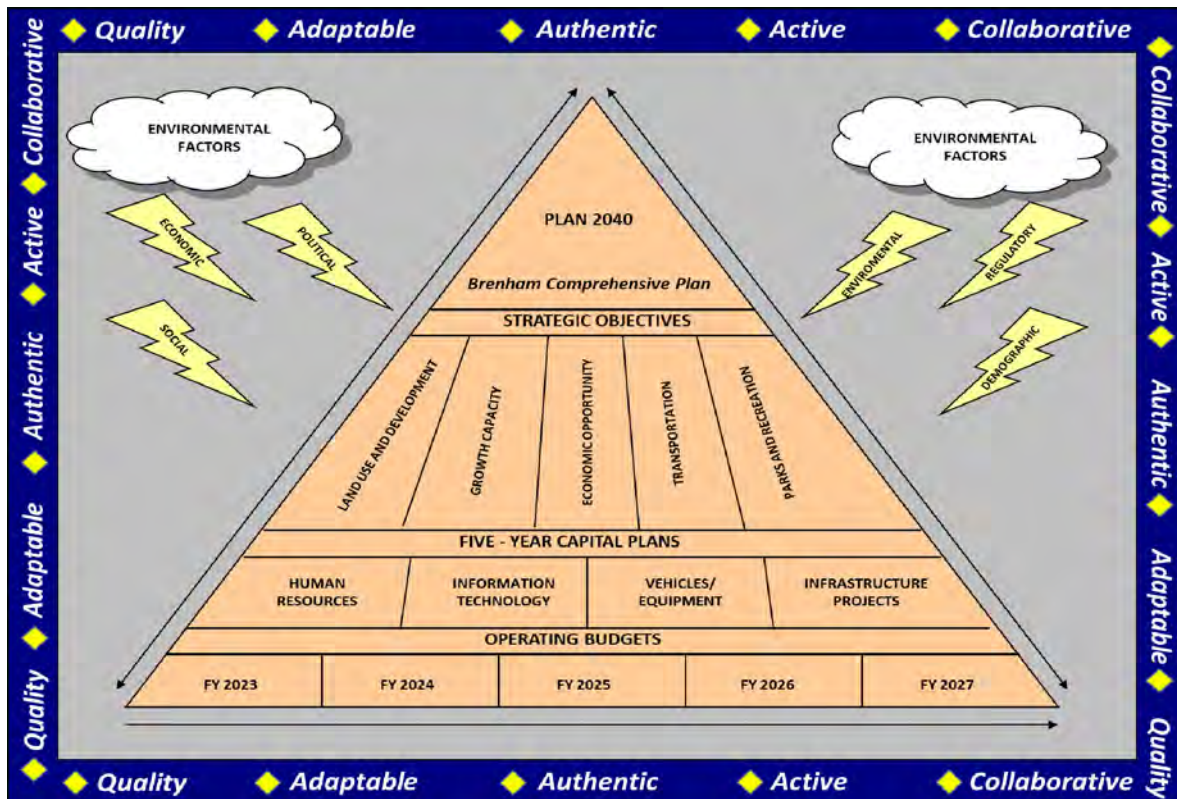 Quality Adaptable Authentic Active Collaborative
Collaborative
Active
Authentic
Adaptable
Quality
ENVIRONMENTAL
FACTORS
ECONOMIC
POLITICAL
SOCIAL
PLAN 2040
Brenham Comprehensive Plan
STRATEGIC OBJECTIVES
LAND USE AND DEVELOPMENT
GROWTH CAPACITY
ECONOMIC OPPORTUNITY
TRANSPORTATION
PARKS AND RECREATION
FIVE - YEAR CAPITAL PLANS
HUMAN
RESOURCES
INFORMATION
TECHNOLOGY
VEHICLES/
EQUIPMENT
INFRASTRUCTURE
PROJECTS
OPERATING BUDGETS
FY 2023
FY 2024
FY 2025
FY 2026
FY 2027
ENVIRONMENTAL
FACTORS
ENVIROMENTAL
REGULATORY
DEMOGRAPHIC
Collaborative
Active
Authentic
Adaptable
Quality
Quality Adaptable Authentic Active Collaborative